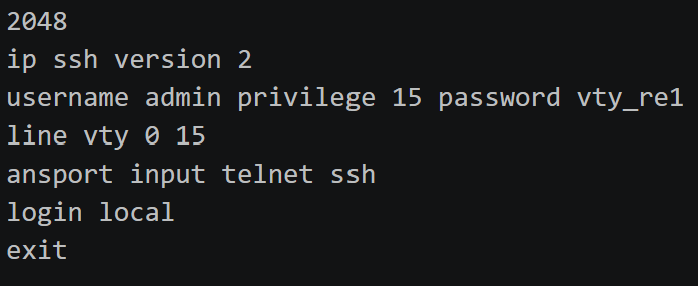 2048
ip ssh version 2
username admin privilege 15 password vty_re1
line vty 0 15
ansport input telnet ssh
login local
exit